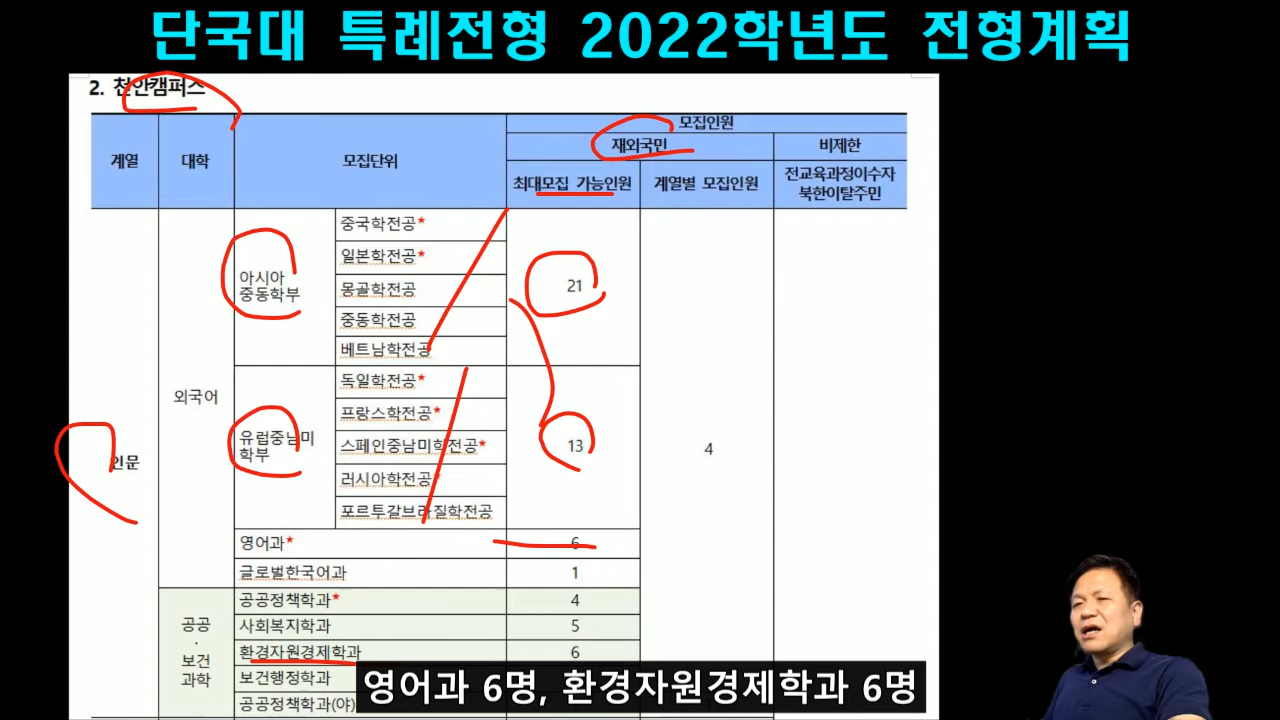 단국대 특례전형 2022학년도 전형계획
2. 천안캠퍼스
계열 대학 모집단위 모집인원
재외국민 비제한
최대모집 가능인원 계열별 모집인원 전교육과정이수자
북한이탈주민
인문 외국어 아시아
중동학부 중국학전공★ 21 4
일본학전공★
몽골학전공
중동학전공
베트남학전공
유럽중남미
학부 독일학전공★ 13
프랑스학전공★
스페인중남미학전공★
러시아학전공★
포르투갈브라질학전공
영어과★ 6
글로벌한국어과 1
공공
·
보건
과학 공공정책학과★ 4
사회복지학과 5
환경자원경제학과 6
보건행정학과
공공정책학과(야)
영어과 6명, 환경자원경제학과 6명